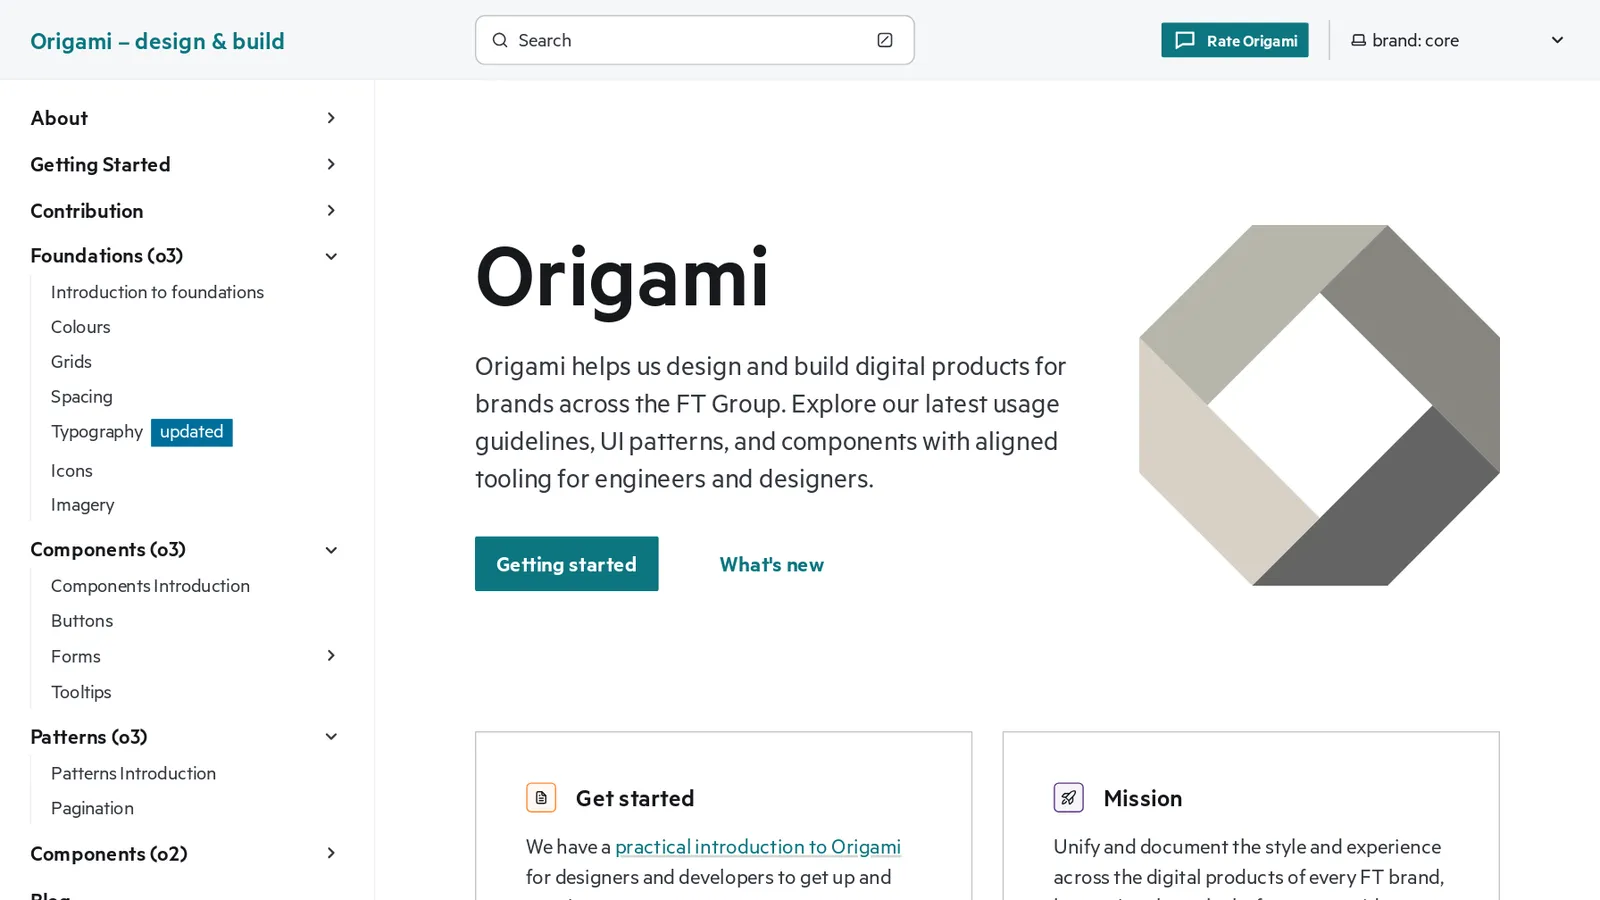 Origami – design & build
Search
Rate Origami
brand: core
About
Getting Started
Contribution
Foundations (o3)
Introduction to foundations
Colours
Grids
Spacing
Typography updated
Icons
Imagery
Components (o3)
Components Introduction
Buttons
Forms
Tooltips
Patterns (o3)
Patterns Introduction
Pagination
Components (o2)
Blog
Origami
Origami helps us design and build digital products for
brands across the FT Group. Explore our latest usage
guidelines, UI patterns, and components with aligned
tooling for engineers and designers.
Getting started
What's new
Get started
We have a practical introduction to Origami
for designers and developers to get up and
Mission
Unify and document the style and experience
across the digital products of every FT brand,